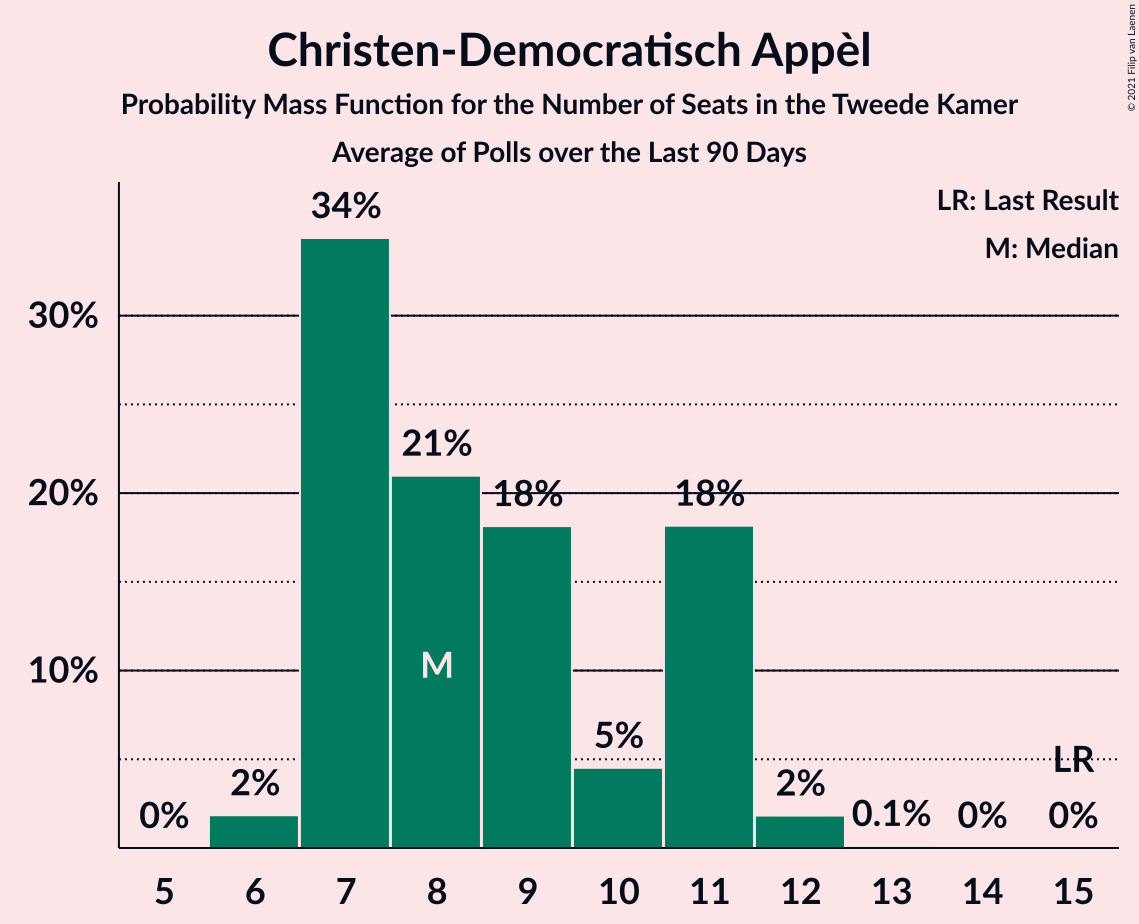 Christen-Democratisch Appèl
Probability Mass Function for the Number of Seats in the Tweede Kamer
Average of Polls over the Last 90 Days
© 2021 Filip van Laenen
LR: Last Result
M: Median
34%
30%
21%
20%
18%
18%
M
10%
5%
LR
2%
2%
0%
0.1%
0%
0%
5 6 7 8 9 10 11 12 13 14 15